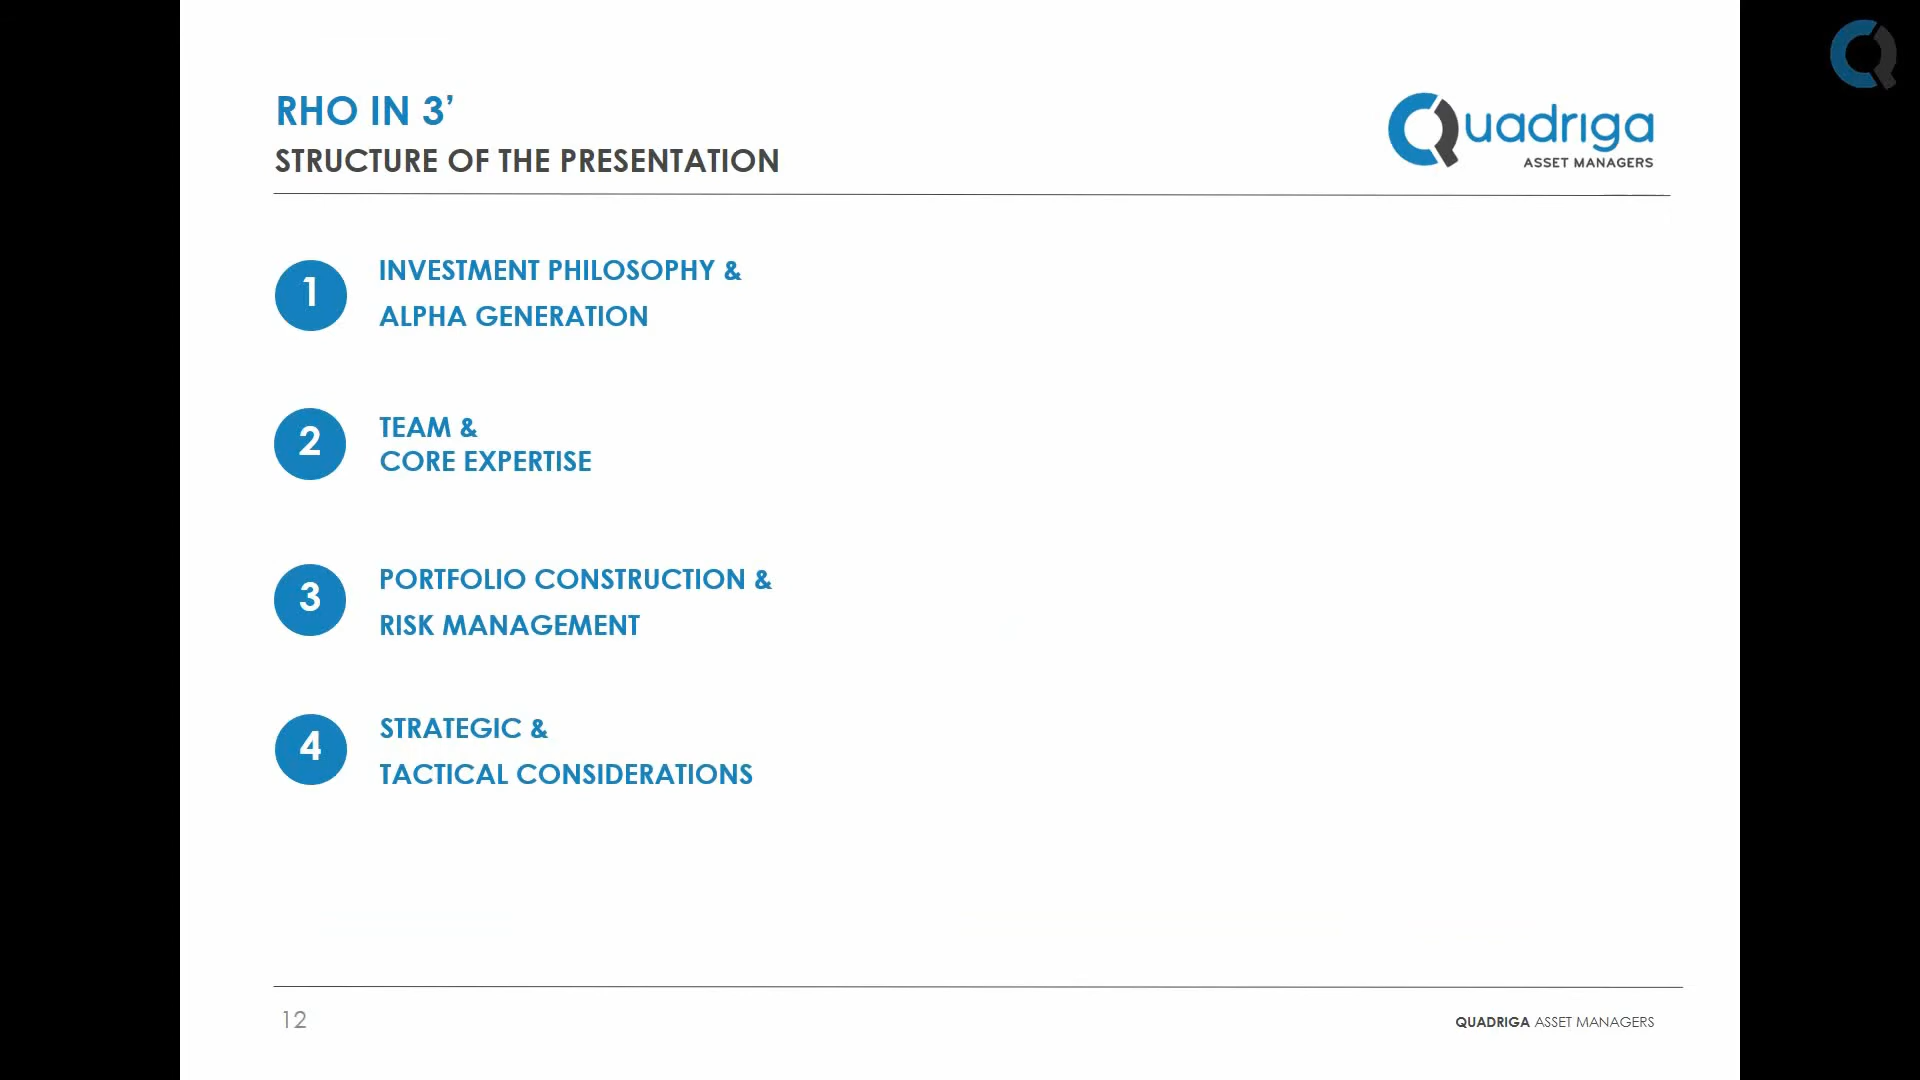 RHO IN 3’
STRUCTURE OF THE PRESENTATION
Quadriga
ASSET MANAGERS
1
INVESTMENT PHILOSOPHY &
ALPHA GENERATION
2
TEAM &
CORE EXPERTISE
3
PORTFOLIO CONSTRUCTION &
RISK MANAGEMENT
4
STRATEGIC &
TACTICAL CONSIDERATIONS
12
QUADRIGA ASSET MANAGERS